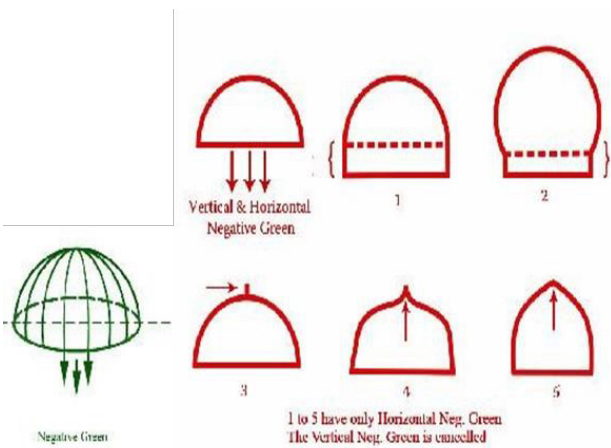 Vertical & Horizontal
Negative Green
1
2
3
4
5
Negative Green
1 to 5 have only Horizontal Neg. Green
The Vertical Neg. Green is cancelled